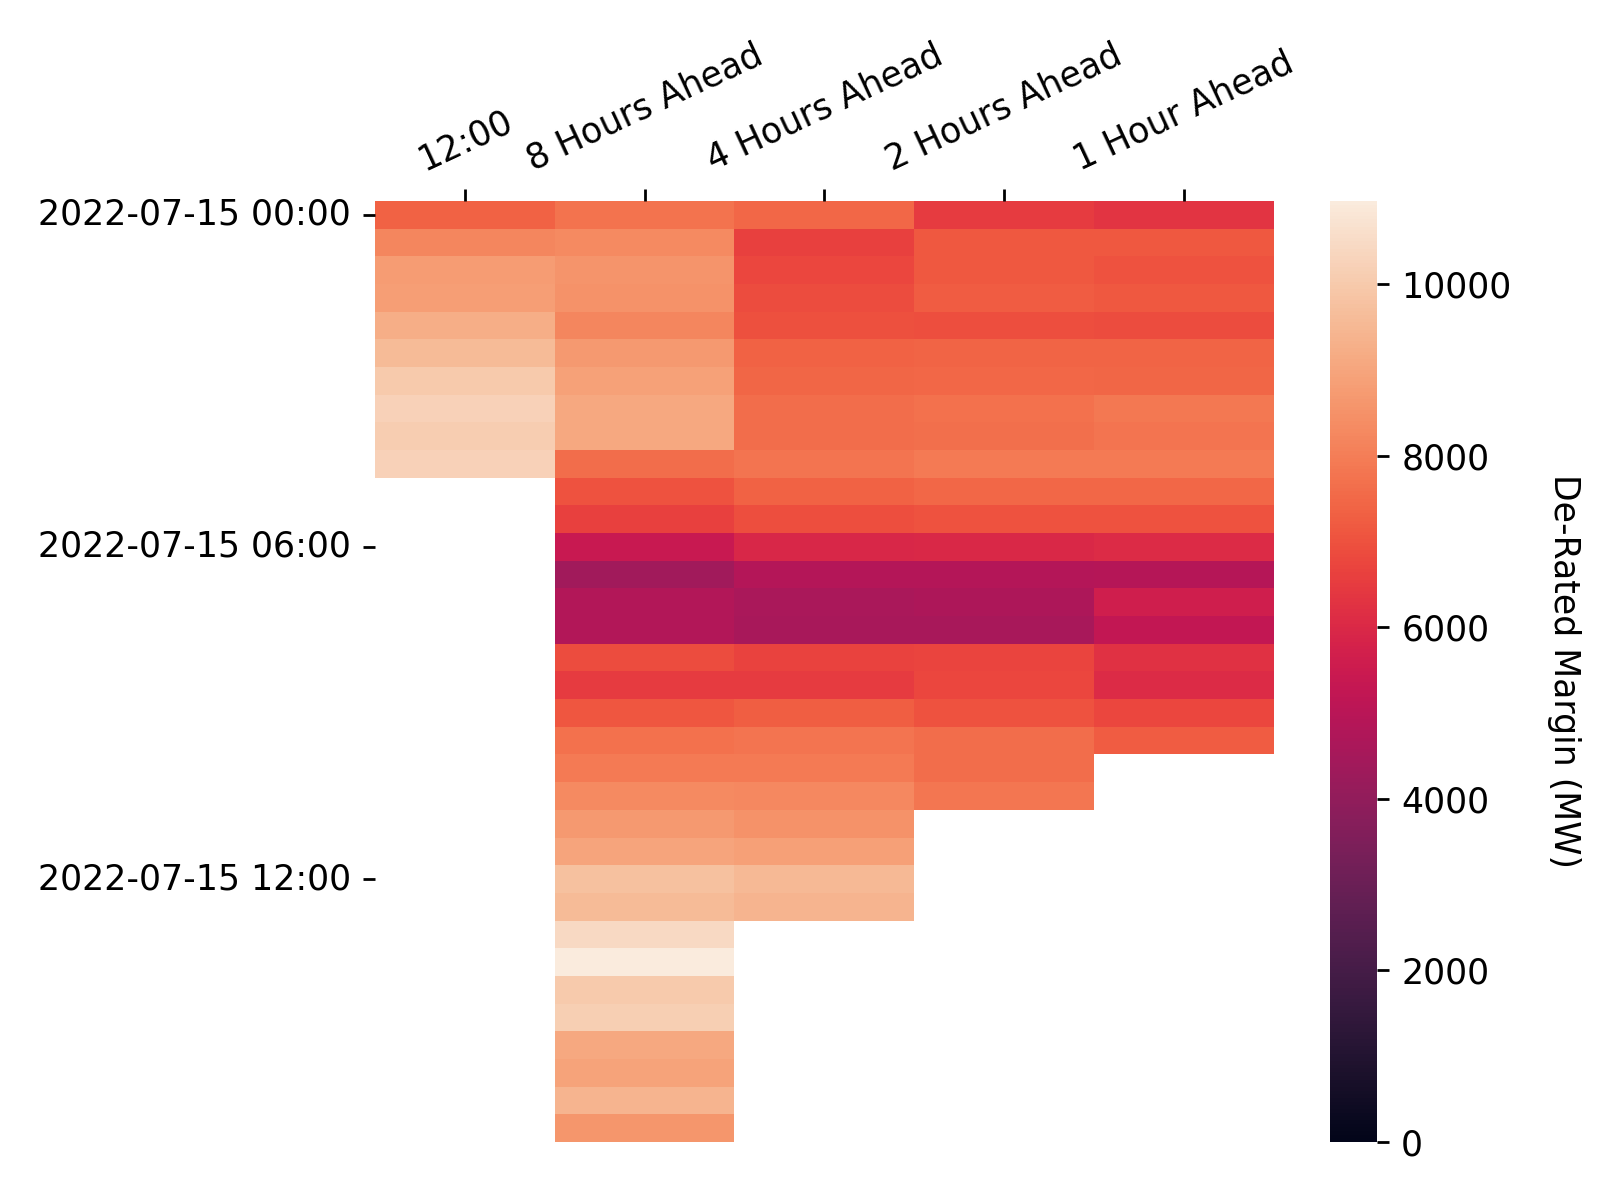 12:00
8 Hours Ahead
4 Hours Ahead
2 Hours Ahead
1 Hour Ahead
2022-07-15 00:00
2022-07-15 06:00
2022-07-15 12:00
10000
8000
6000
4000
2000
0
De-Rated Margin (MW)